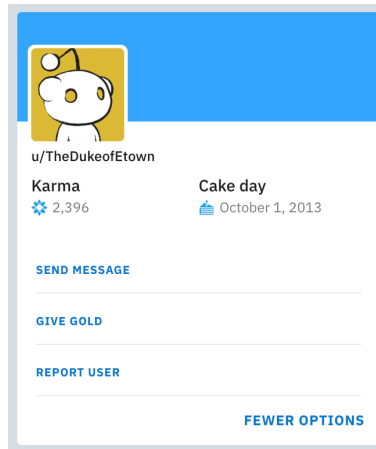 u/TheDukeofEtown
Karma Cake day
2,396 October 1, 2013
SEND MESSAGE
GIVE GOLD
REPORT USER
FEWER OPTIONS